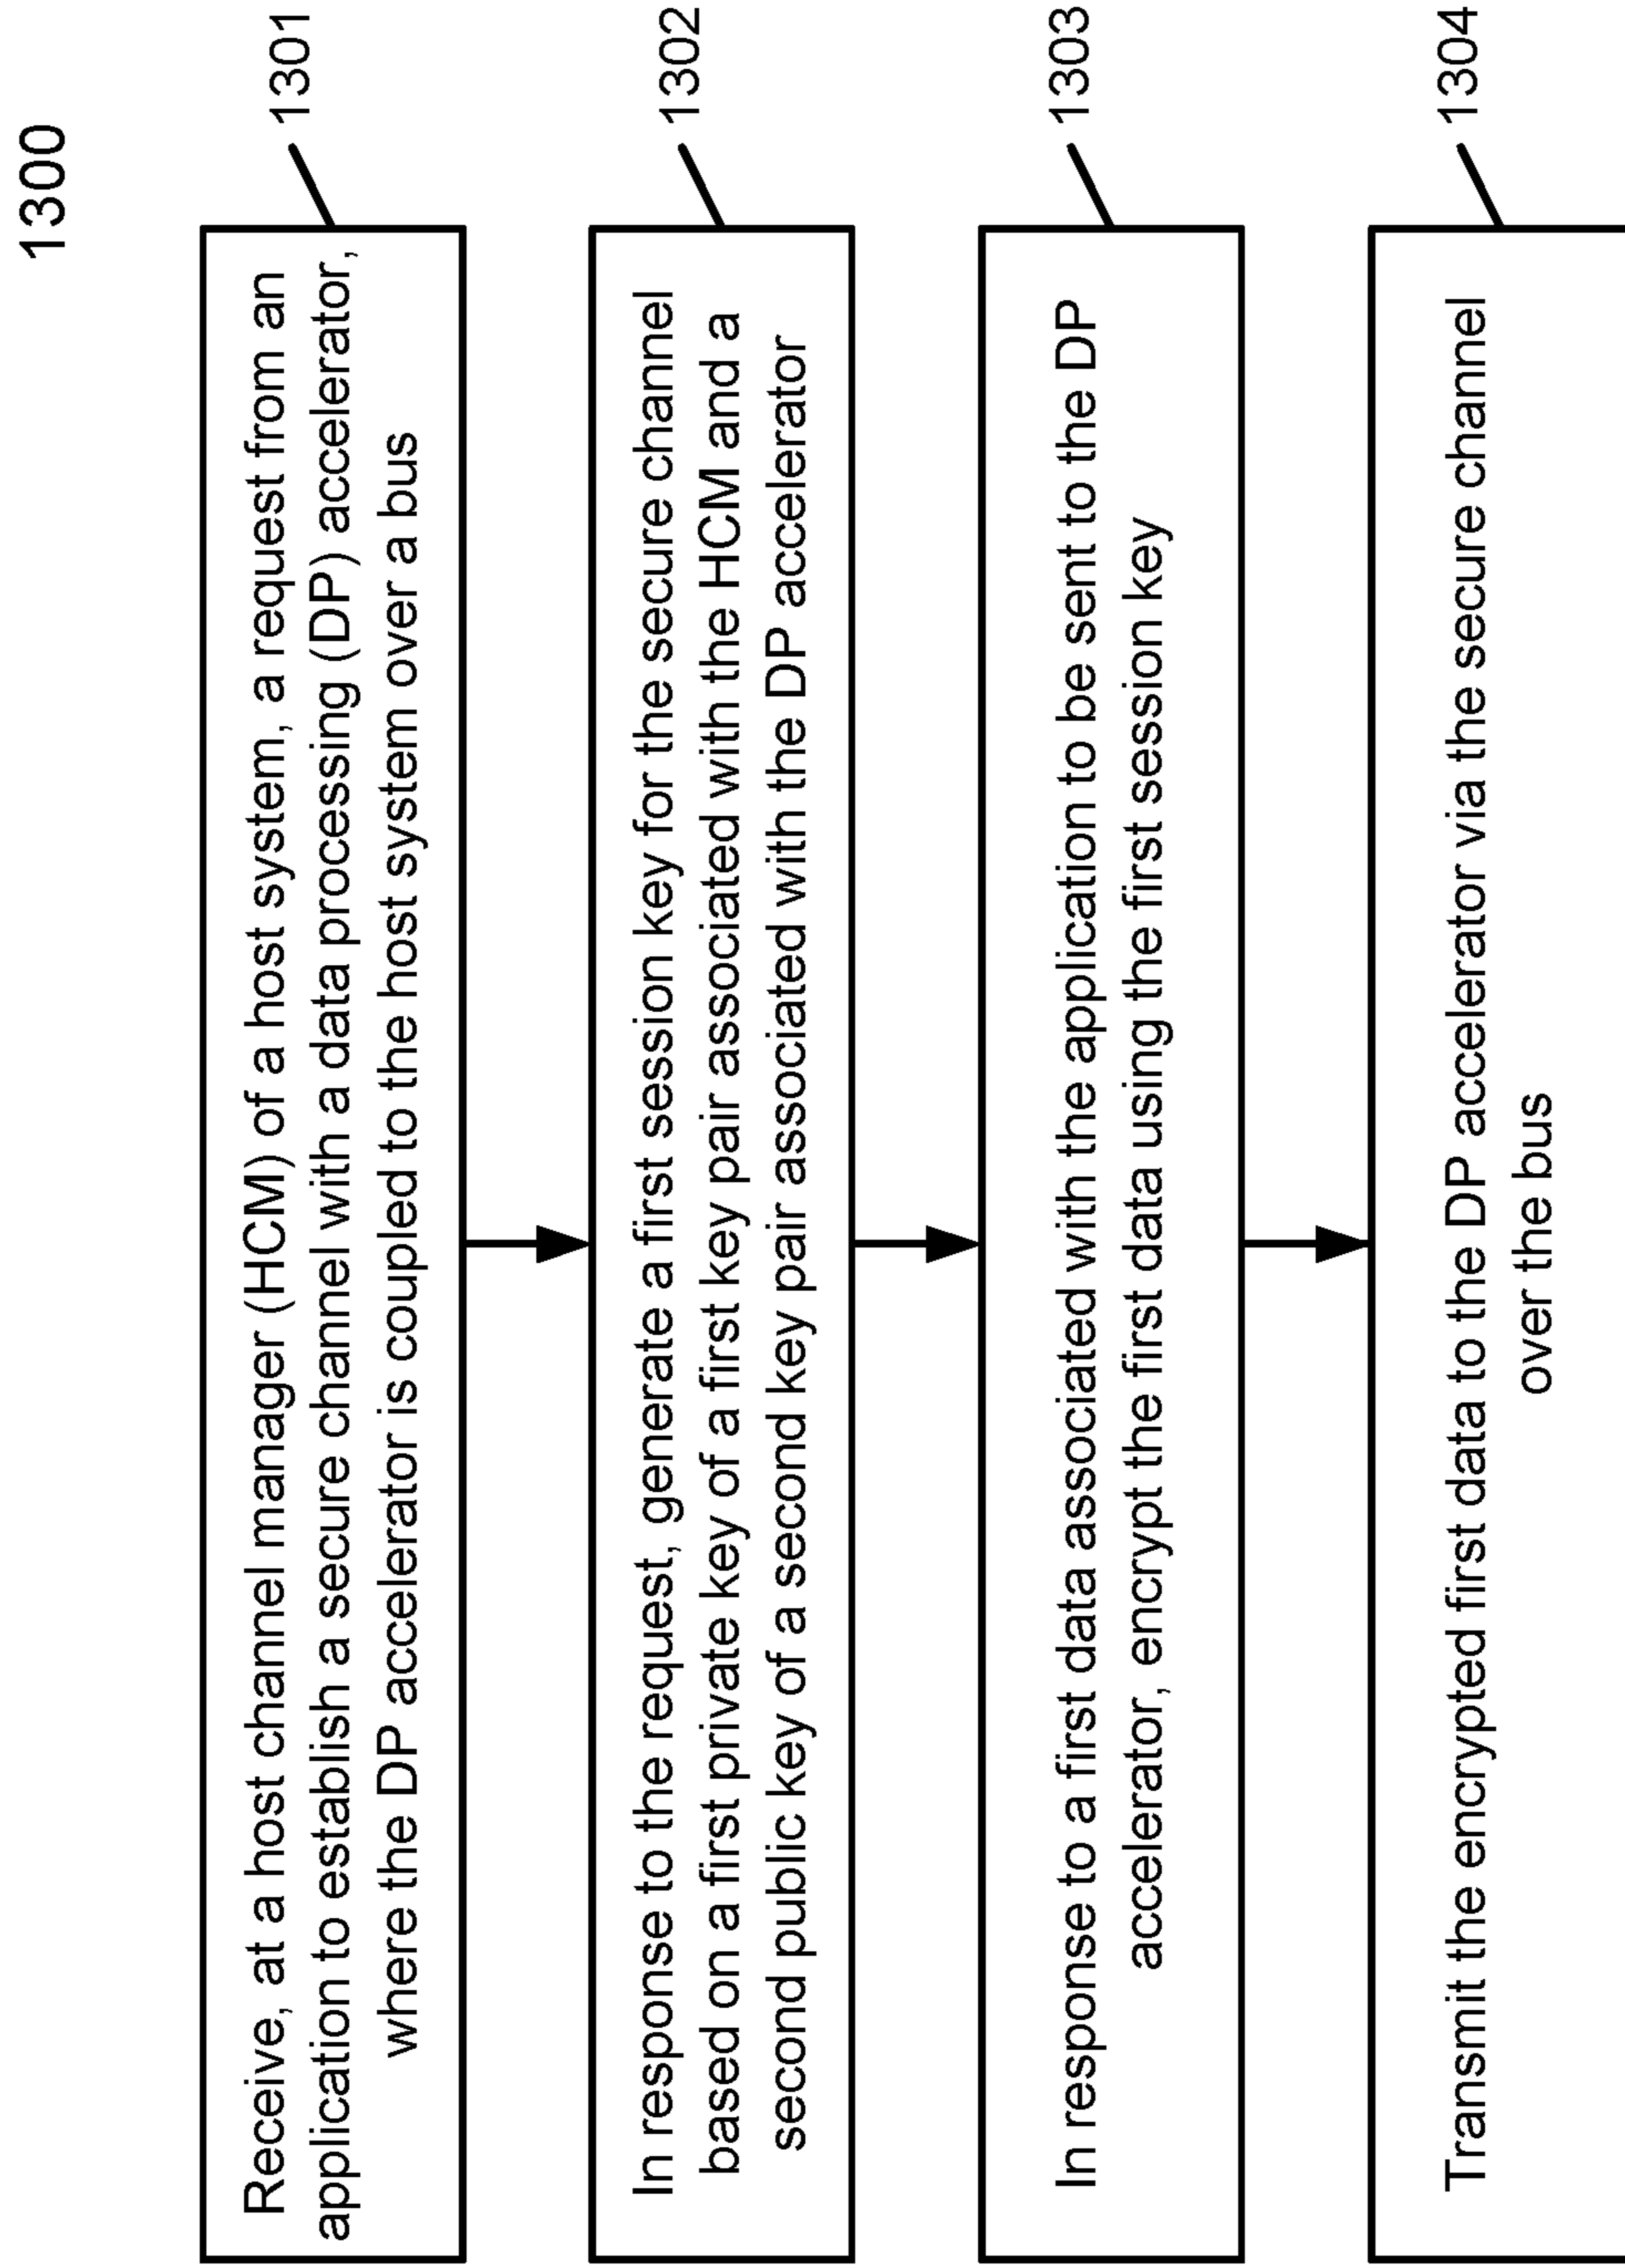 1300
Receive, at a host channel manager (HCM) of a host system, a request from an
application to establish a secure channel with a data processing (DP) accelerator,
where the DP accelerator is coupled to the host system over a bus
1301
In response to the request, generate a first session key for the secure channel
based on a first private key of a first key pair associated with the HCM and a
second public key of a second key pair associated with the DP accelerator
1302
In response to a first data associated with the application to be sent to the DP
accelerator, encrypt the first data using the first session key
1303
Transmit the encrypted first data to the DP accelerator via the secure channel
over the bus
1304